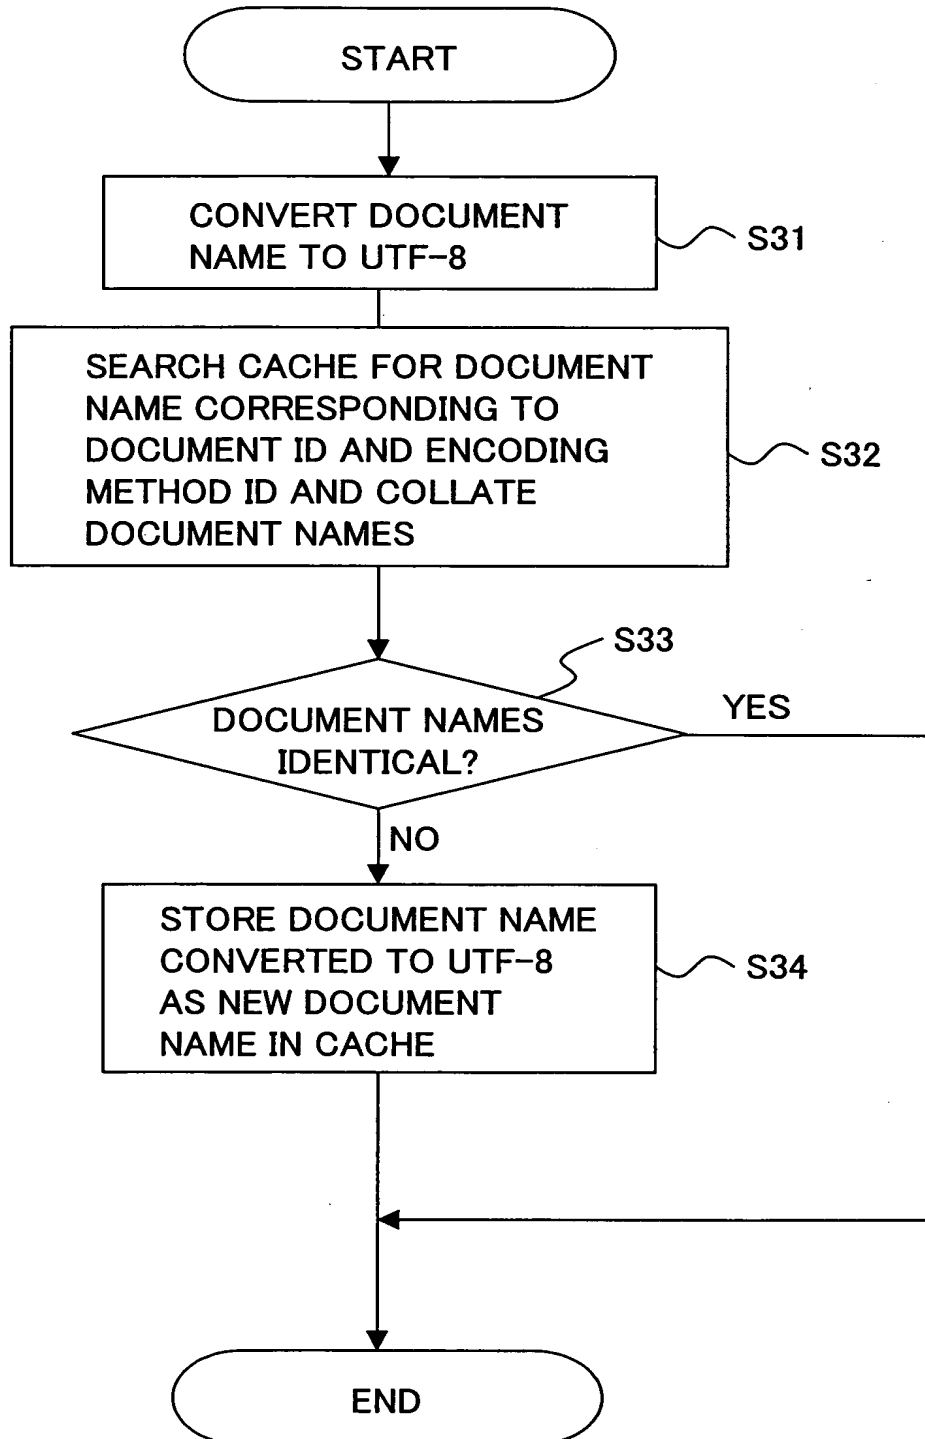 START
CONVERT DOCUMENT
NAME TO UTF-8
S31
SEARCH CACHE FOR DOCUMENT
NAME CORRESPONDING TO
DOCUMENT ID AND ENCODING
METHOD ID AND COLLATE
DOCUMENT NAMES
S32
S33
DOCUMENT NAMES
IDENTICAL?
YES
NO
STORE DOCUMENT NAME
CONVERTED TO UTF-8
AS NEW DOCUMENT
NAME IN CACHE
S34
END